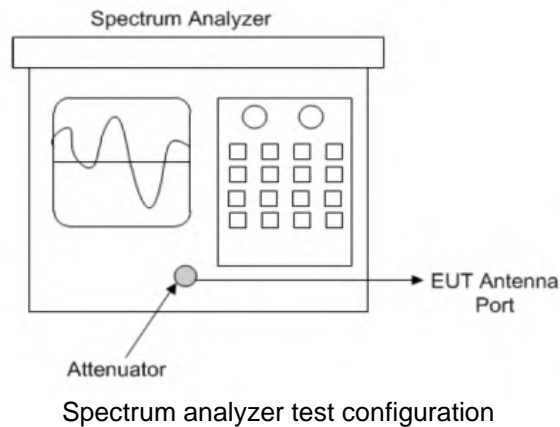 Spectrum Analyzer
EUT Antenna
Port
Attenuator
Spectrum analyzer test configuration